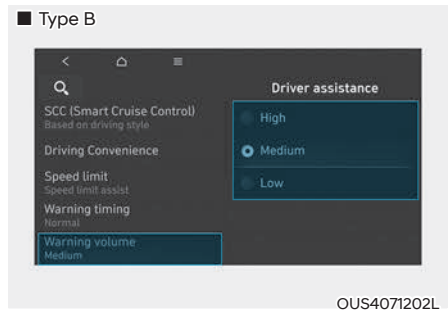 ■ Type B
Driver assistance
SCC (Smart Cruise Control)
Based on driving style
Driving Convenience
Speed limit
Speed limit assist
Warning timing
Normal
Warning volume
Medium
High
Medium
Low
OUS4071202L